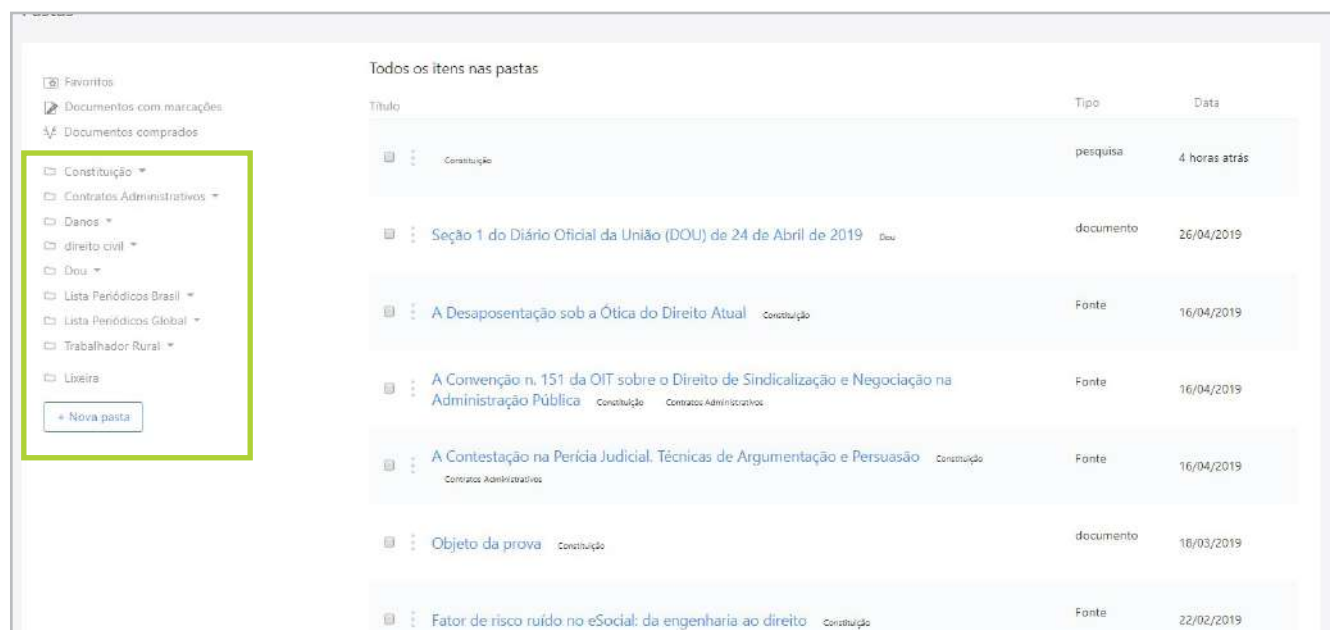 Favoritos
Documentos com marcações
Documentos comprados
Constituição
Contratos Administrativos
Danos
direito civil
Dou
Lista Periódicos Brasil
Lista Periódicos Global
Trabalhador Rural
Lixeira
+ Nova pasta
Todos os itens nas pastas
Título Tipo Data
Constituição pesquisa 4 horas atrás
Seção 1 do Diário Oficial da União (DOU) de 24 de Abril de 2019 Dou documento 26/04/2019
A Desaposentação sob a Ótica do Direito Atual Constituição Fonte 16/04/2019
A Convenção n. 151 da OIT sobre o Direito de Sindicalização e Negociação na
Administração Pública Constituição Contratos Administrativos Fonte 16/04/2019
A Contestação na Perícia Judicial. Técnicas de Argumentação e Persuasão Constituição
Contratos Administrativos Fonte 16/04/2019
Objeto da prova Constituição documento 18/03/2019
Fator de risco ruído no eSocial: da engenharia ao direito Constituição Fonte 22/02/2019